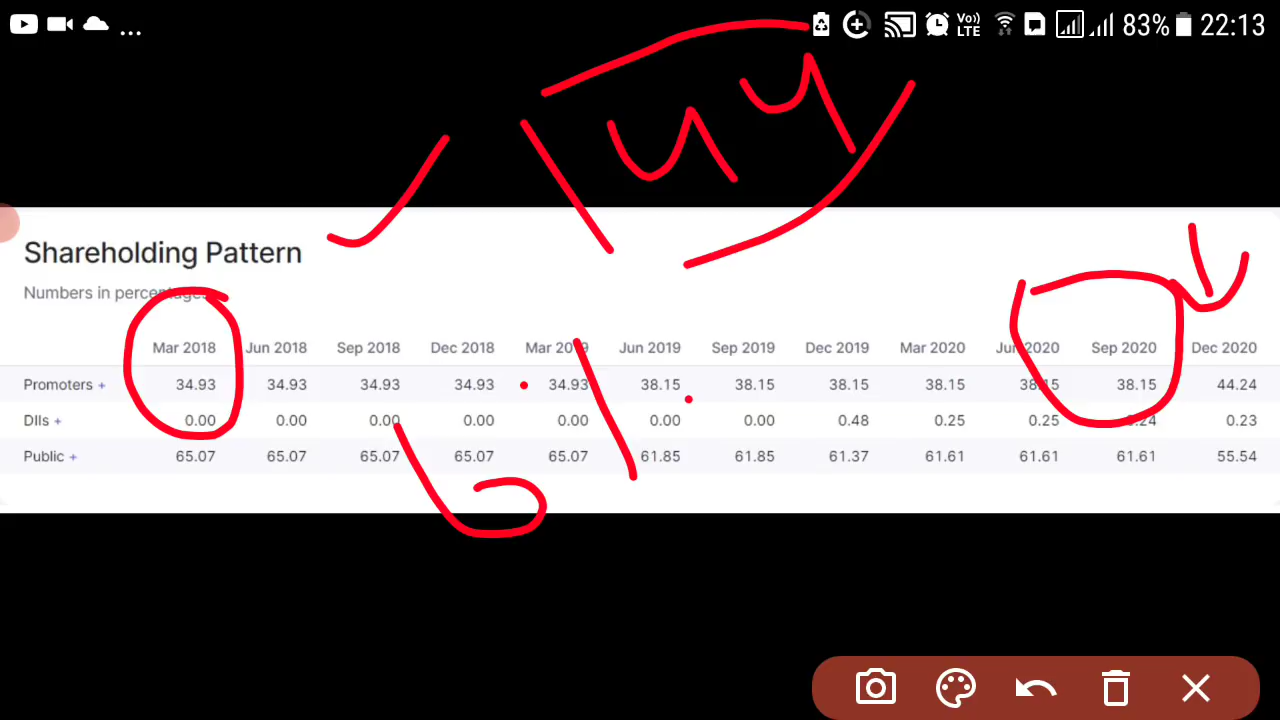 ... Vo)) LTE 83% 22:13
44
Shareholding Pattern
Numbers in percentages
Mar 2018 Jun 2018 Sep 2018 Dec 2018 Mar 2019 Jun 2019 Sep 2019 Dec 2019 Mar 2020 Jun 2020 Sep 2020 Dec 2020
Promoters + 34.93 34.93 34.93 34.93 34.93 38.15 38.15 38.15 38.15 38.15 38.15 44.24
DIIs + 0.00 0.00 0.00 0.00 0.00 0.00 0.00 0.48 0.25 0.25 0.24 0.23
Public + 65.07 65.07 65.07 65.07 65.07 61.85 61.85 61.37 61.61 61.61 61.61 55.54